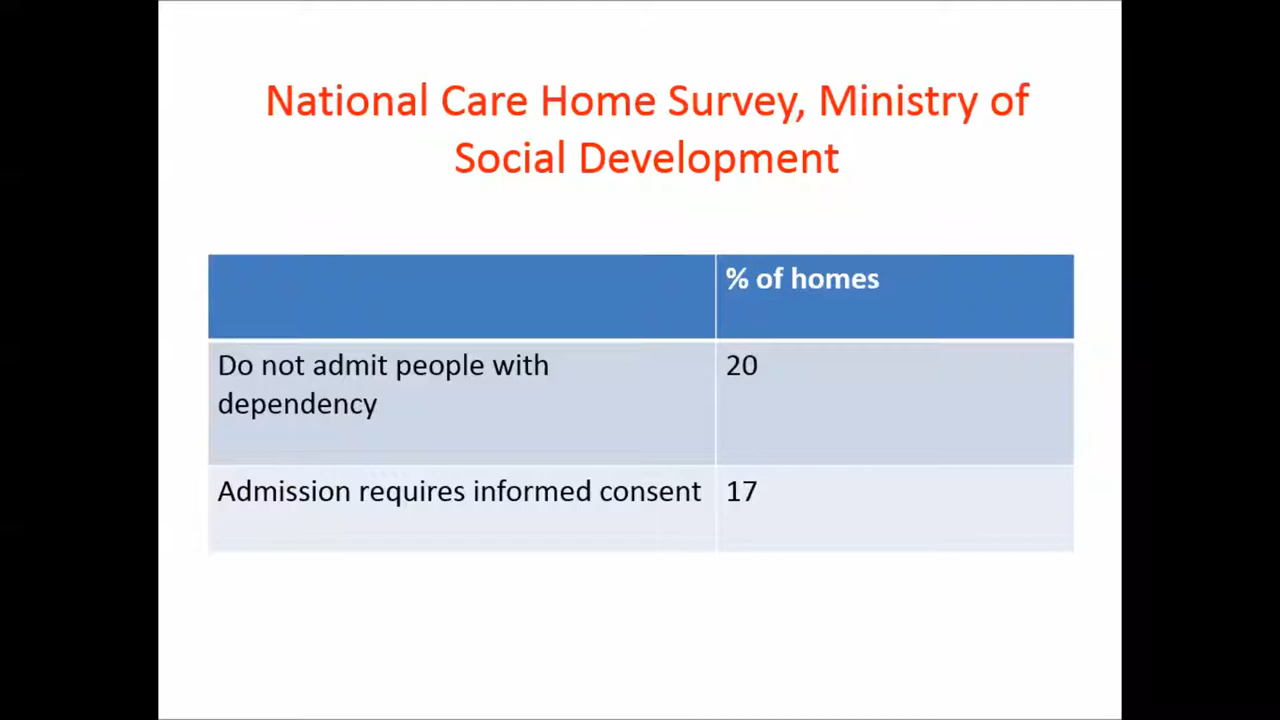 National Care Home Survey, Ministry of
Social Development
% of homes
Do not admit people with
dependency
20
Admission requires informed consent
17